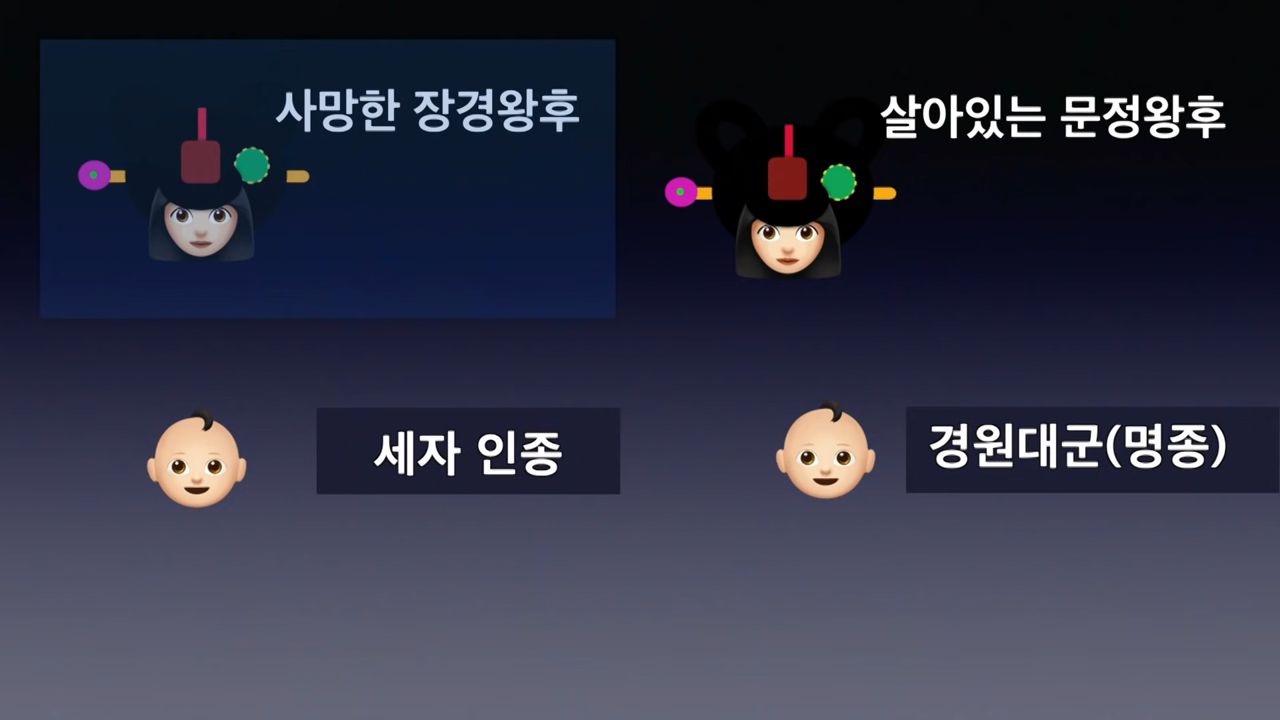 사망한 장경왕후
살아있는 문정왕후
세자 인종
경원대군(명종)